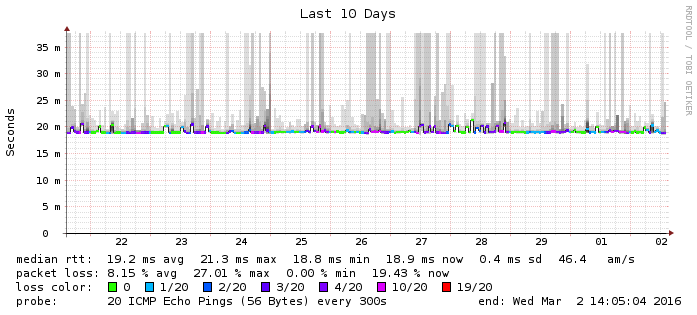 Last 10 Days
RRDTOOL / TOBI OETIKER
Seconds
35 m
30 m
25 m
20 m
15 m
10 m
5 m
0
22 23 24 25 26 27 28 29 01 02
median rtt: 19.2 ms avg 21.3 ms max 18.8 ms min 18.9 ms now 0.4 ms sd 46.4 am/s
packet loss: 8.15 % avg 27.01 % max 0.00 % min 19.43 % now
loss color: 0 1/20 2/20 3/20 4/20 10/20 19/20
probe: 20 ICMP Echo Pings (56 Bytes) every 300s end: Wed Mar 2 14:05:04 2016